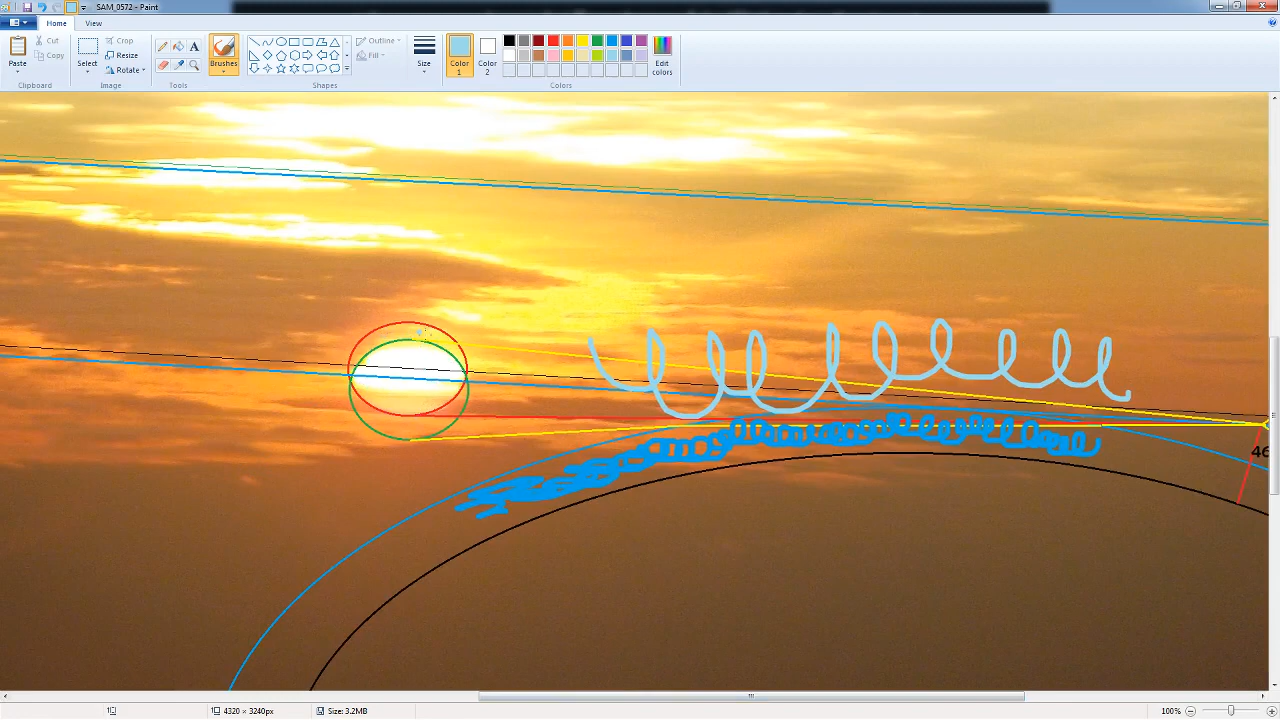 SAM_0572 - Paint
Home View
Paste
Cut
Copy
Clipboard
Select
Crop
Resize
Rotate
Image
A
Tools
Brushes
Outline
Fill
Shapes
Size
Color
1
Color
2
Edit
colors
Colors
46
4320 × 3240px
Size: 3.2MB
100%